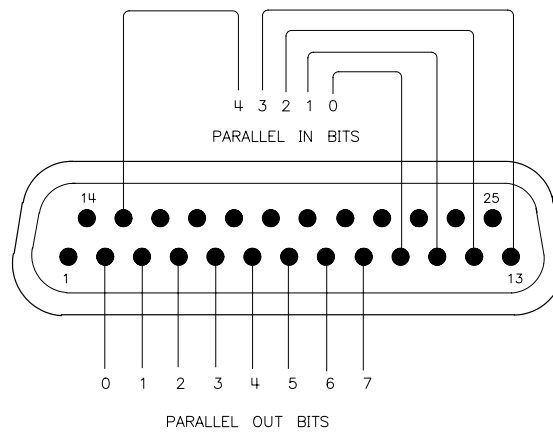 4 3 2 1 0
PARALLEL IN BITS
14 25
1 13
0 1 2 3 4 5 6 7
PARALLEL OUT BITS